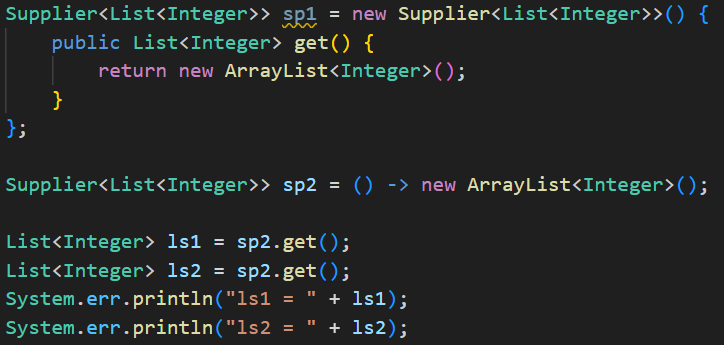 Supplier<List<Integer>> sp1 = new Supplier<List<Integer>>() {
    public List<Integer> get() {
        return new ArrayList<Integer>();
    }
};

Supplier<List<Integer>> sp2 = () -> new ArrayList<Integer>();

List<Integer> ls1 = sp2.get();
List<Integer> ls2 = sp2.get();
System.err.println("ls1 = " + ls1);
System.err.println("ls2 = " + ls2);